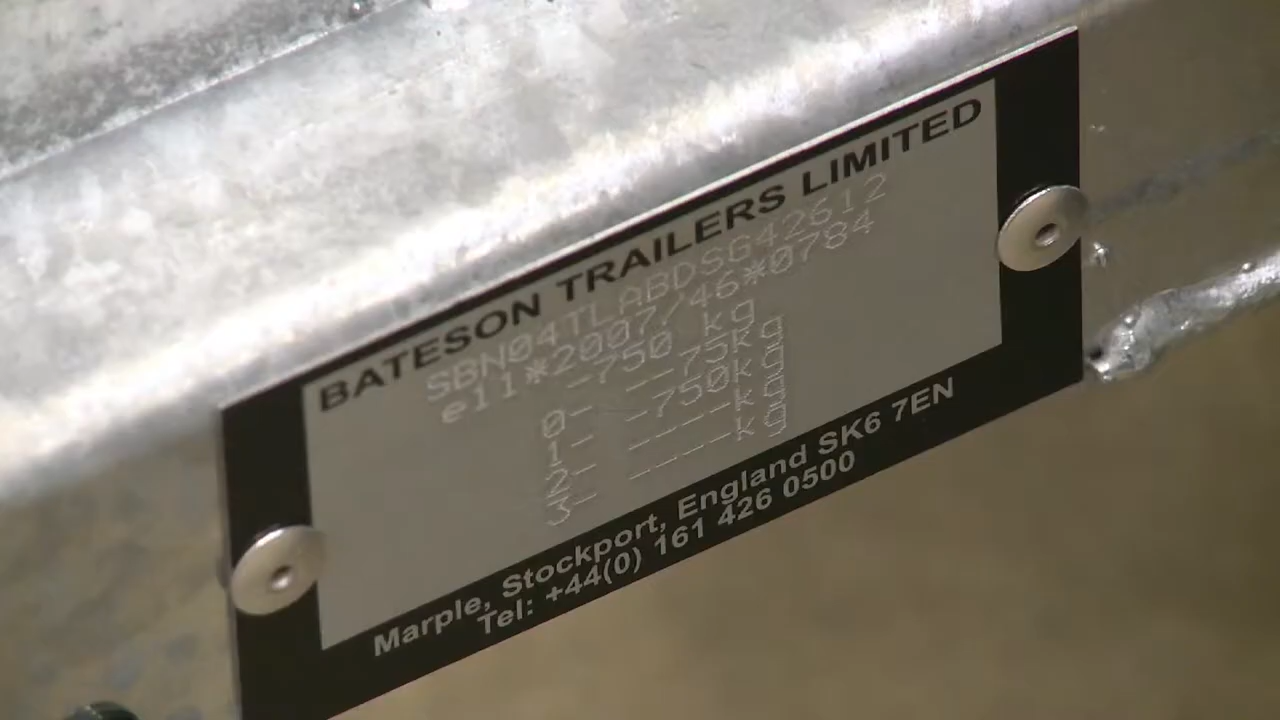 BATESON TRAILERS LIMITED
SBN04TLABDSG42612
e11*2007/46*0784
-750 kg
0- --75kg
1- -750kg
2- ----kg
3- ----kg
Marple, Stockport, England SK6 7EN
Tel: +44(0) 161 426 0500